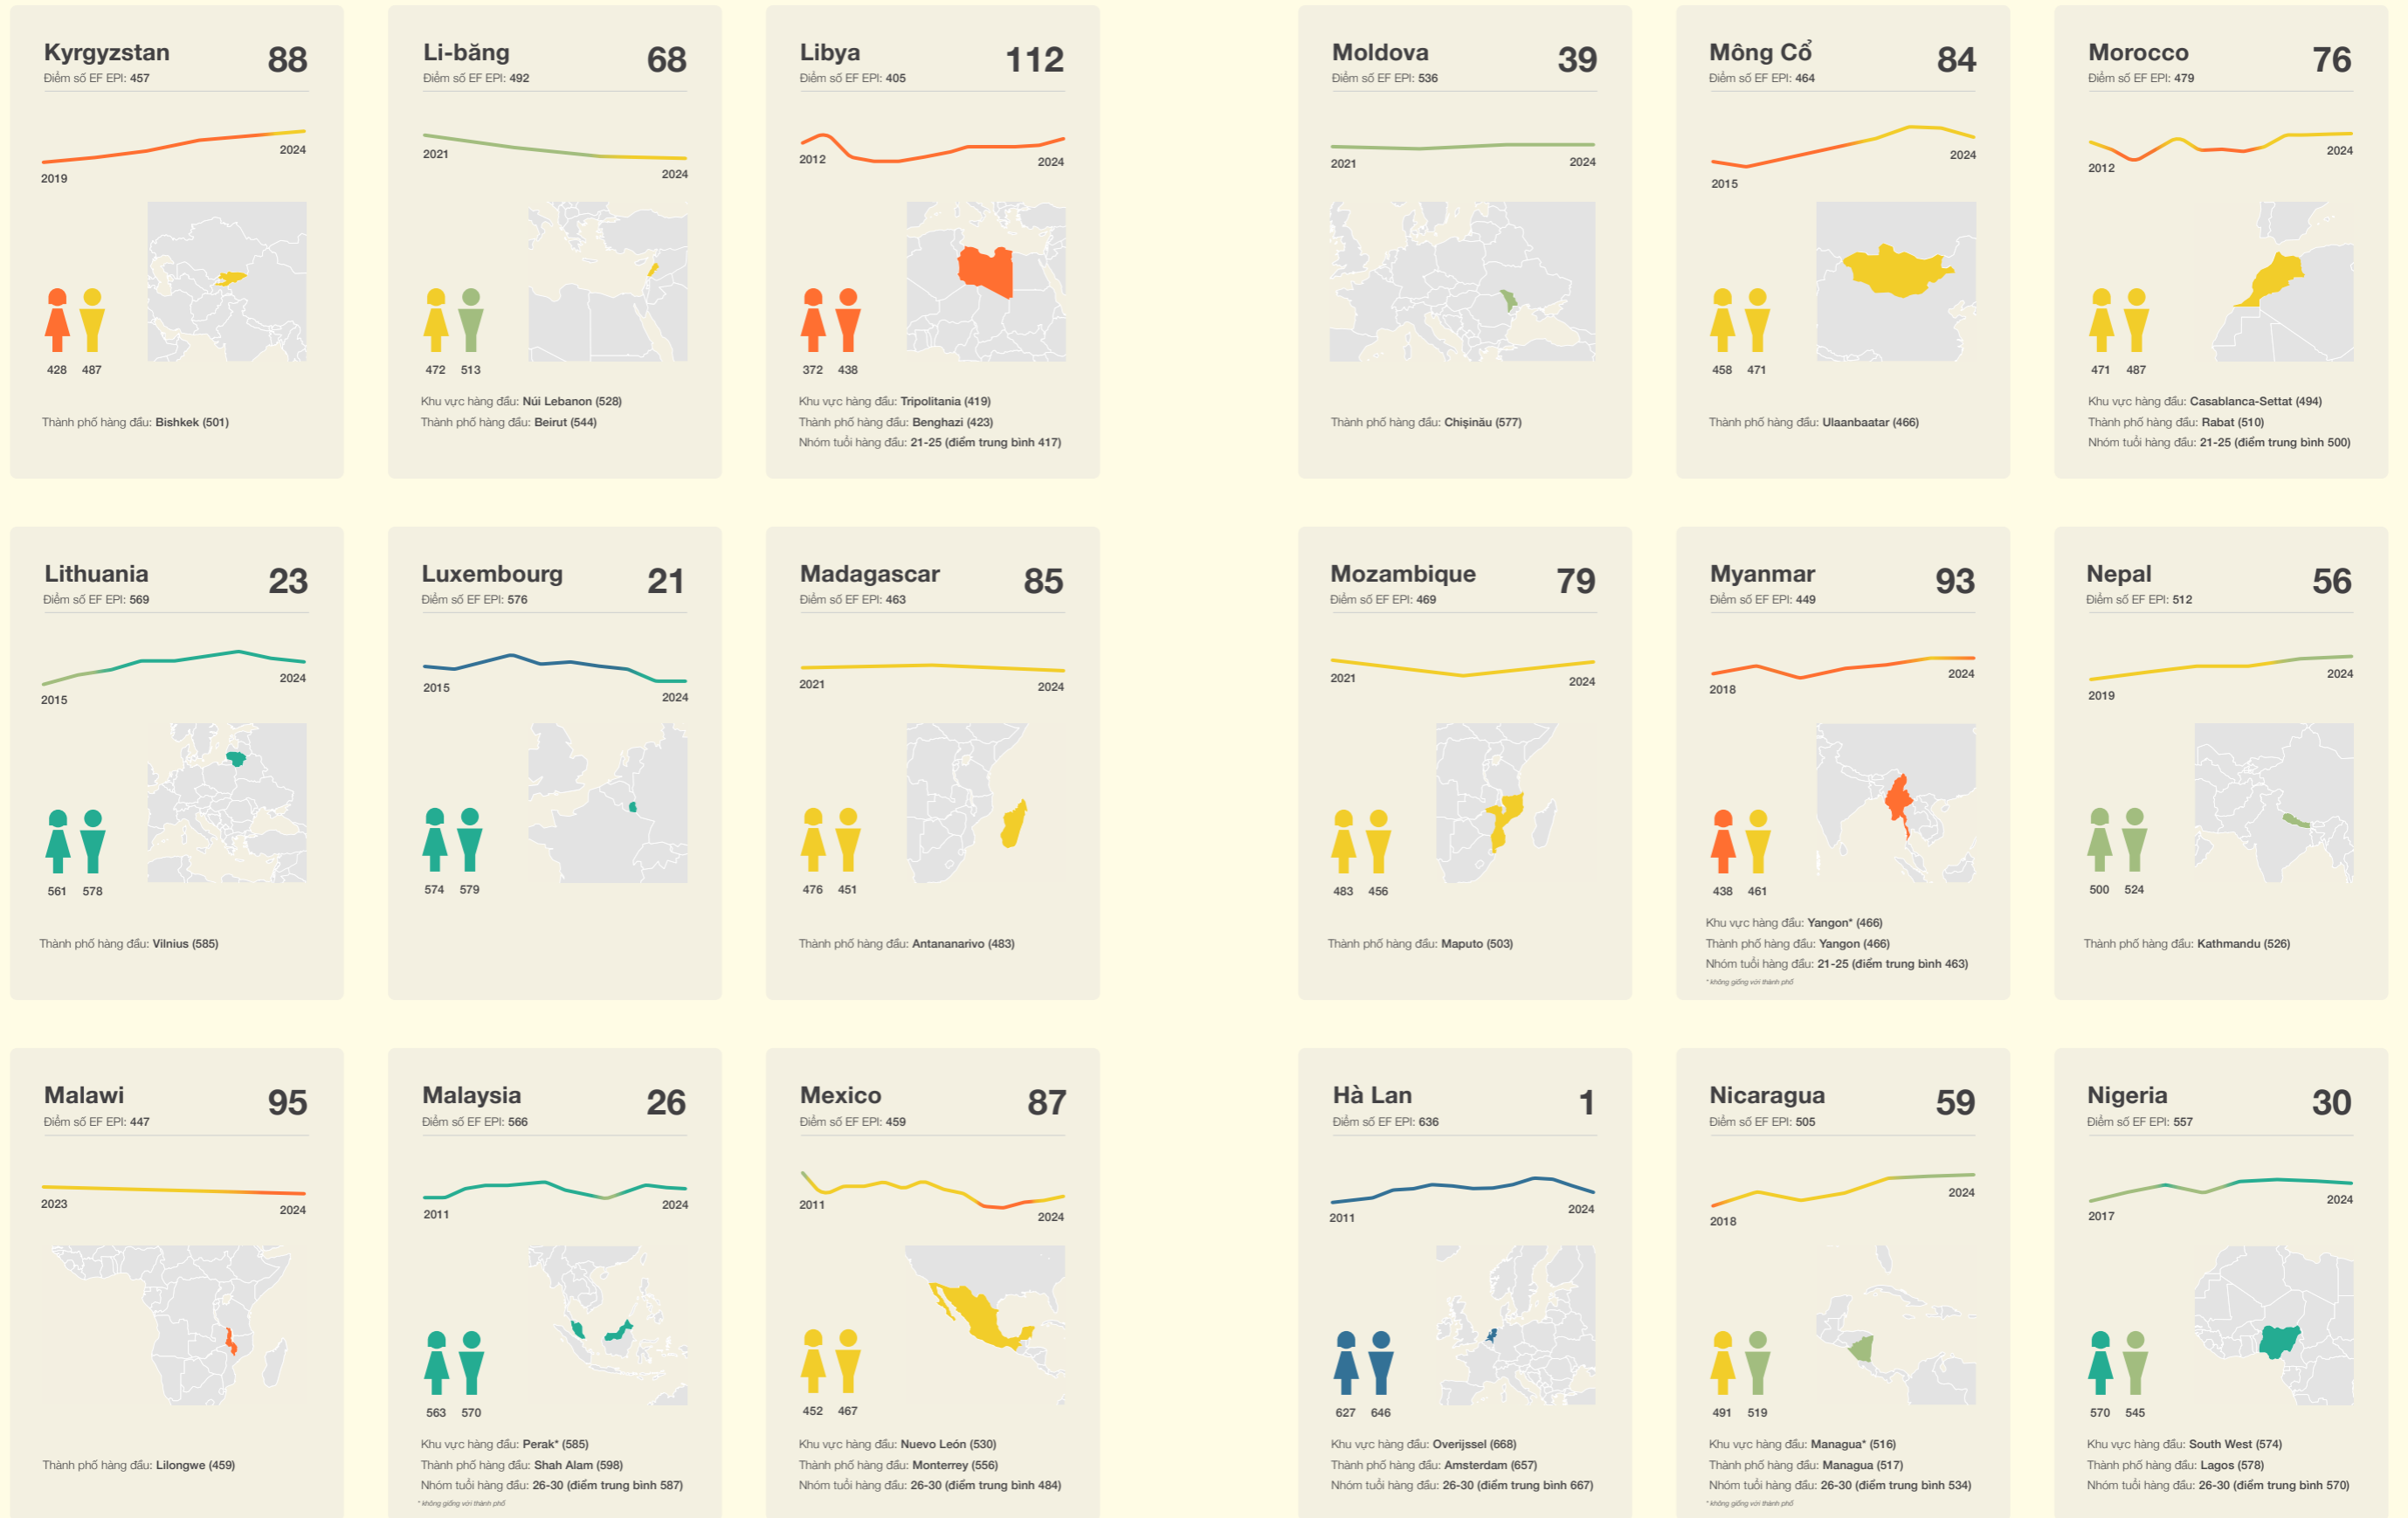 Kyrgyzstan
88
Điểm số EF EPI: 457
2019
2024
428 487
Thành phố hàng đầu: Bishkek (501)
Li-băng
68
Điểm số EF EPI: 492
2021
2024
472 513
Khu vực hàng đầu: Núi Lebanon (528)
Thành phố hàng đầu: Beirut (544)
Libya
112
Điểm số EF EPI: 405
2012
2024
372 438
Khu vực hàng đầu: Tripolitania (419)
Thành phố hàng đầu: Benghazi (423)
Nhóm tuổi hàng đầu: 21-25 (điểm trung bình 417)
Moldova
39
Điểm số EF EPI: 536
2021
2024
Thành phố hàng đầu: Chișinău (577)
Mông Cổ
84
Điểm số EF EPI: 464
2015
2024
458 471
Thành phố hàng đầu: Ulaanbaatar (466)
Morocco
76
Điểm số EF EPI: 479
2012
2024
471 487
Khu vực hàng đầu: Casablanca-Settat (494)
Thành phố hàng đầu: Rabat (510)
Nhóm tuổi hàng đầu: 21-25 (điểm trung bình 500)
Lithuania
23
Điểm số EF EPI: 569
2015
2024
561 578
Thành phố hàng đầu: Vilnius (585)
Luxembourg
21
Điểm số EF EPI: 576
2015
2024
574 579
Madagascar
85
Điểm số EF EPI: 463
2021
2024
476 451
Thành phố hàng đầu: Antananarivo (483)
Mozambique
79
Điểm số EF EPI: 469
2021
2024
483 456
Thành phố hàng đầu: Maputo (503)
Myanmar
93
Điểm số EF EPI: 449
2018
2024
438 461
Khu vực hàng đầu: Yangon* (466)
Thành phố hàng đầu: Yangon (466)
Nhóm tuổi hàng đầu: 21-25 (điểm trung bình 463)
* không giống với thành phố
Nepal
56
Điểm số EF EPI: 512
2019
2024
500 524
Thành phố hàng đầu: Kathmandu (526)
Malawi
95
Điểm số EF EPI: 447
2023
2024
Thành phố hàng đầu: Lilongwe (459)
Malaysia
26
Điểm số EF EPI: 566
2011
2024
563 570
Khu vực hàng đầu: Perak* (585)
Thành phố hàng đầu: Shah Alam (598)
Nhóm tuổi hàng đầu: 26-30 (điểm trung bình 587)
* không giống với thành phố
Mexico
87
Điểm số EF EPI: 459
2011
2024
452 467
Khu vực hàng đầu: Nuevo León (530)
Thành phố hàng đầu: Monterrey (556)
Nhóm tuổi hàng đầu: 26-30 (điểm trung bình 484)
Hà Lan
1
Điểm số EF EPI: 636
2011
2024
627 646
Khu vực hàng đầu: Overijssel (668)
Thành phố hàng đầu: Amsterdam (657)
Nhóm tuổi hàng đầu: 26-30 (điểm trung bình 667)
Nicaragua
59
Điểm số EF EPI: 505
2018
2024
491 519
Khu vực hàng đầu: Managua* (516)
Thành phố hàng đầu: Managua (517)
Nhóm tuổi hàng đầu: 26-30 (điểm trung bình 534)
* không giống với thành phố
Nigeria
30
Điểm số EF EPI: 557
2017
2024
570 545
Khu vực hàng đầu: South West (574)
Thành phố hàng đầu: Lagos (578)
Nhóm tuổi hàng đầu: 26-30 (điểm trung bình 570)